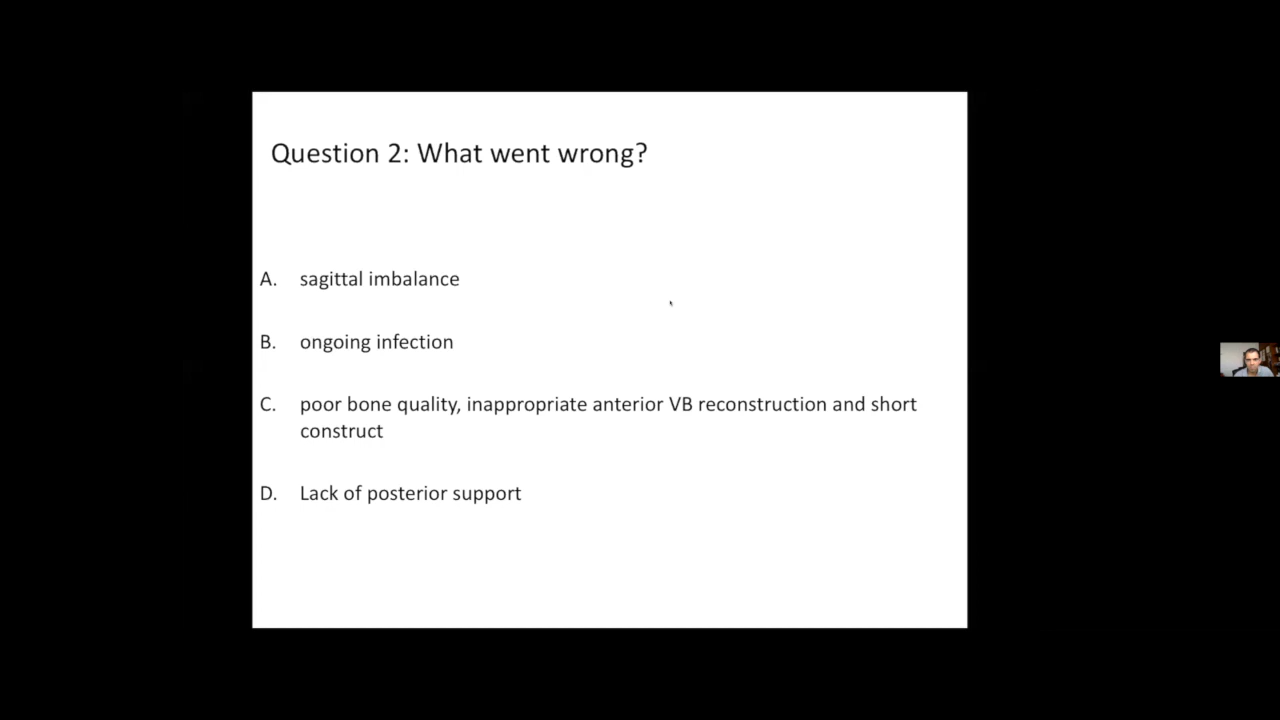 Question 2: What went wrong?
A. sagittal imbalance
B. ongoing infection
C. poor bone quality, inappropriate anterior VB reconstruction and short
construct
D. Lack of posterior support